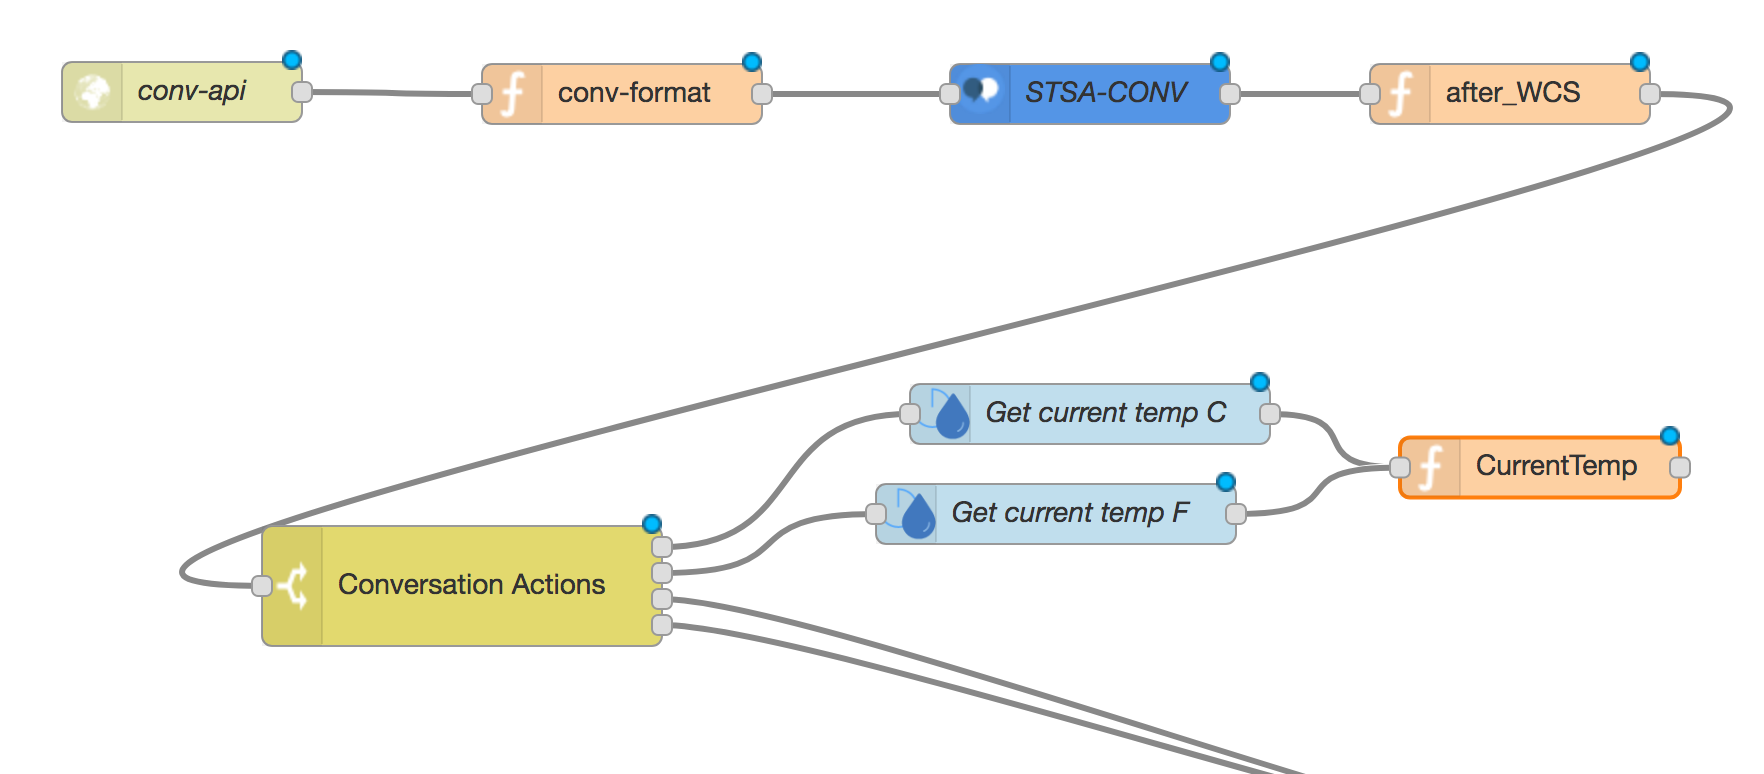 conv-api
conv-format
STSA-CONV
after_WCS
Get current temp C
CurrentTemp
Get current temp F
Conversation Actions